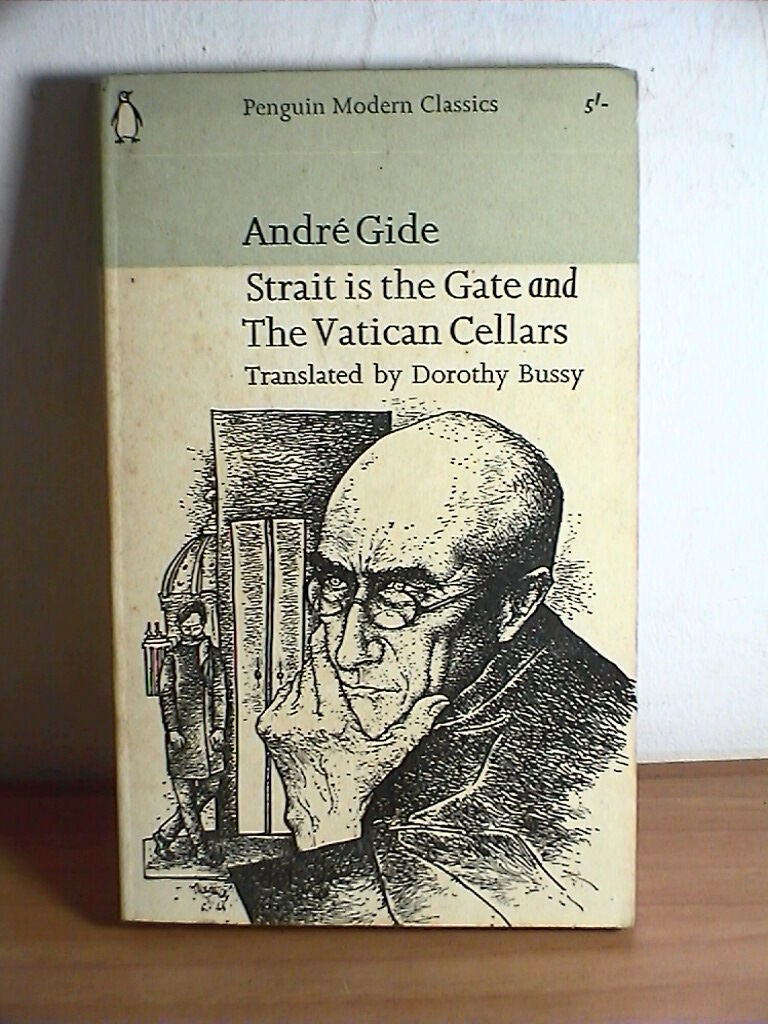 Penguin Modern Classics 5/-
André Gide
Strait is the Gate and
The Vatican Cellars
Translated by Dorothy Bussy